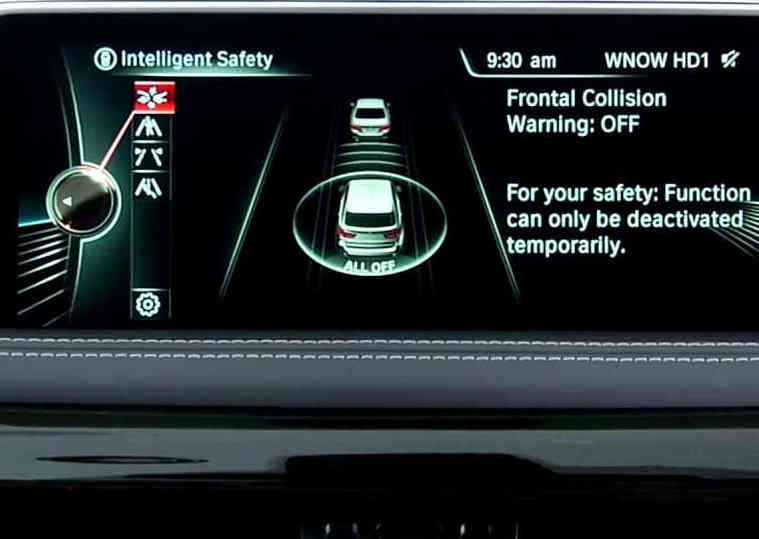 Intelligent Safety
9:30 am
WNOW HD1
Frontal Collision
Warning: OFF
For your safety: Function
can only be deactivated
temporarily.
ALL OFF